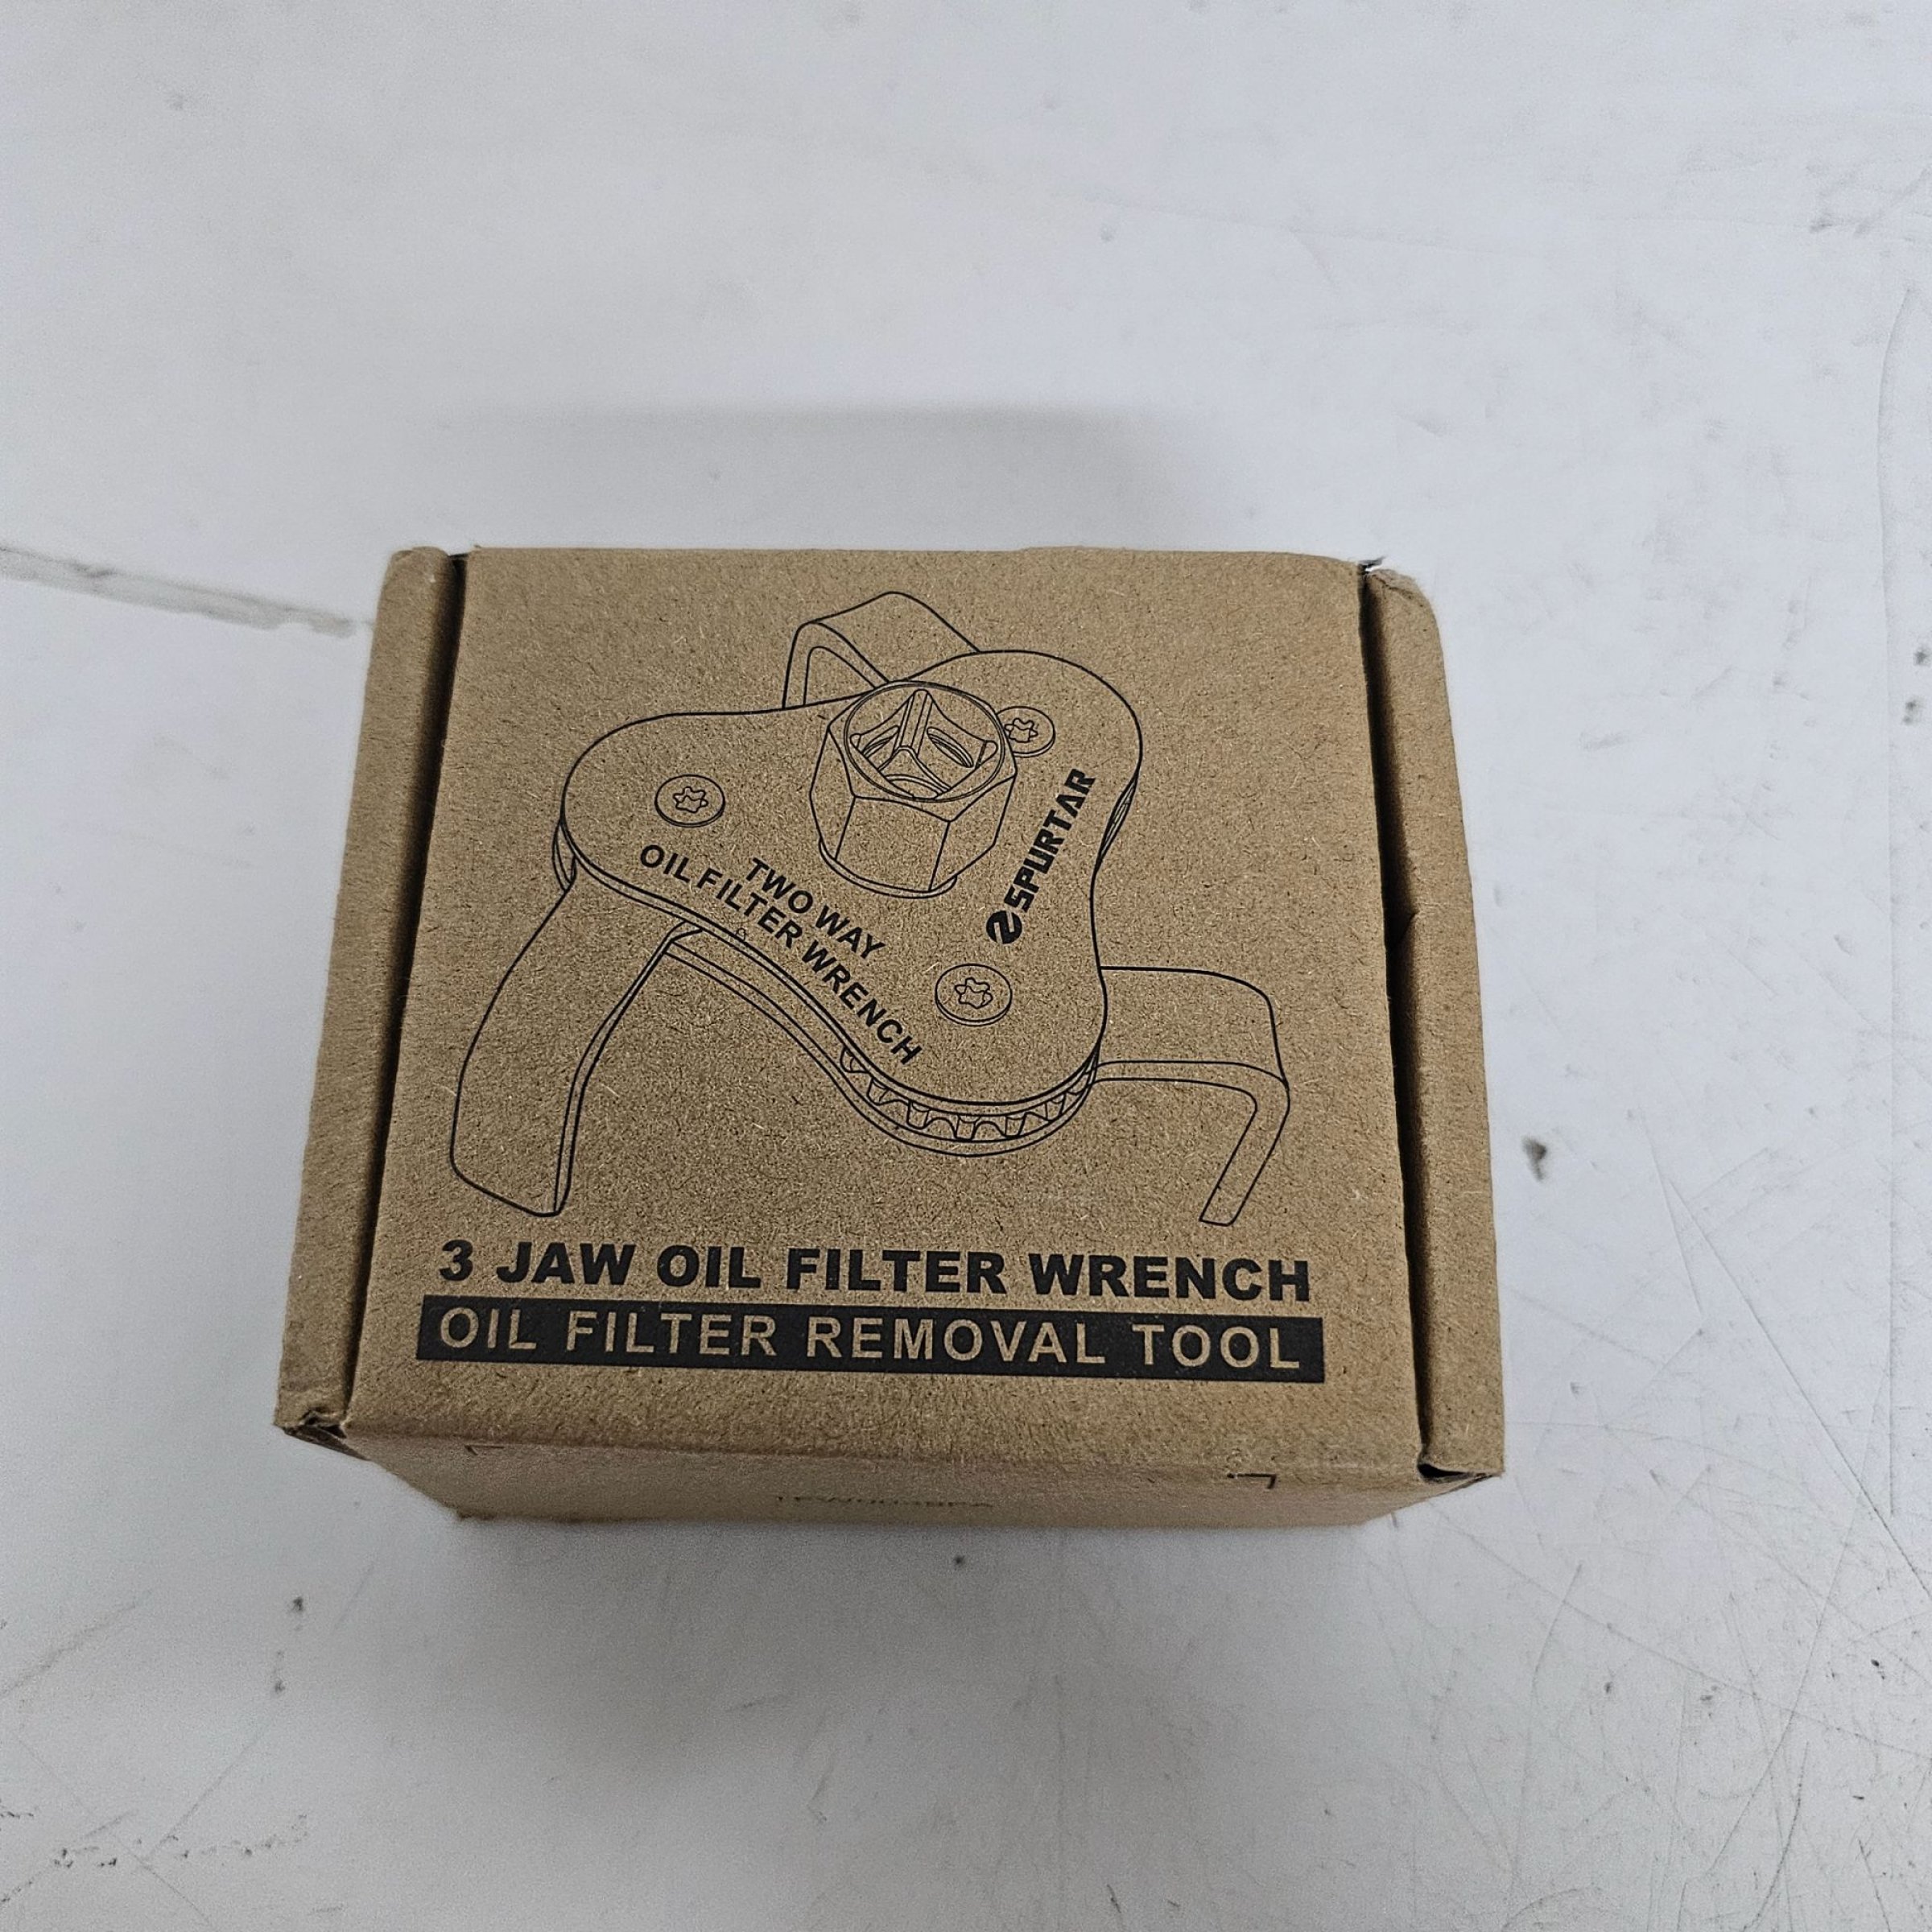 SPURTAR
TWO WAY
OIL FILTER WRENCH
3 JAW OIL FILTER WRENCH
OIL FILTER REMOVAL TOOL